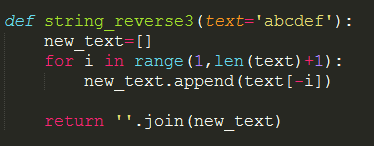 def string_reverse3(text='abcdef'):
    new_text=[]
    for i in range(1,len(text)+1):
        new_text.append(text[-i])
    return ''.join(new_text)